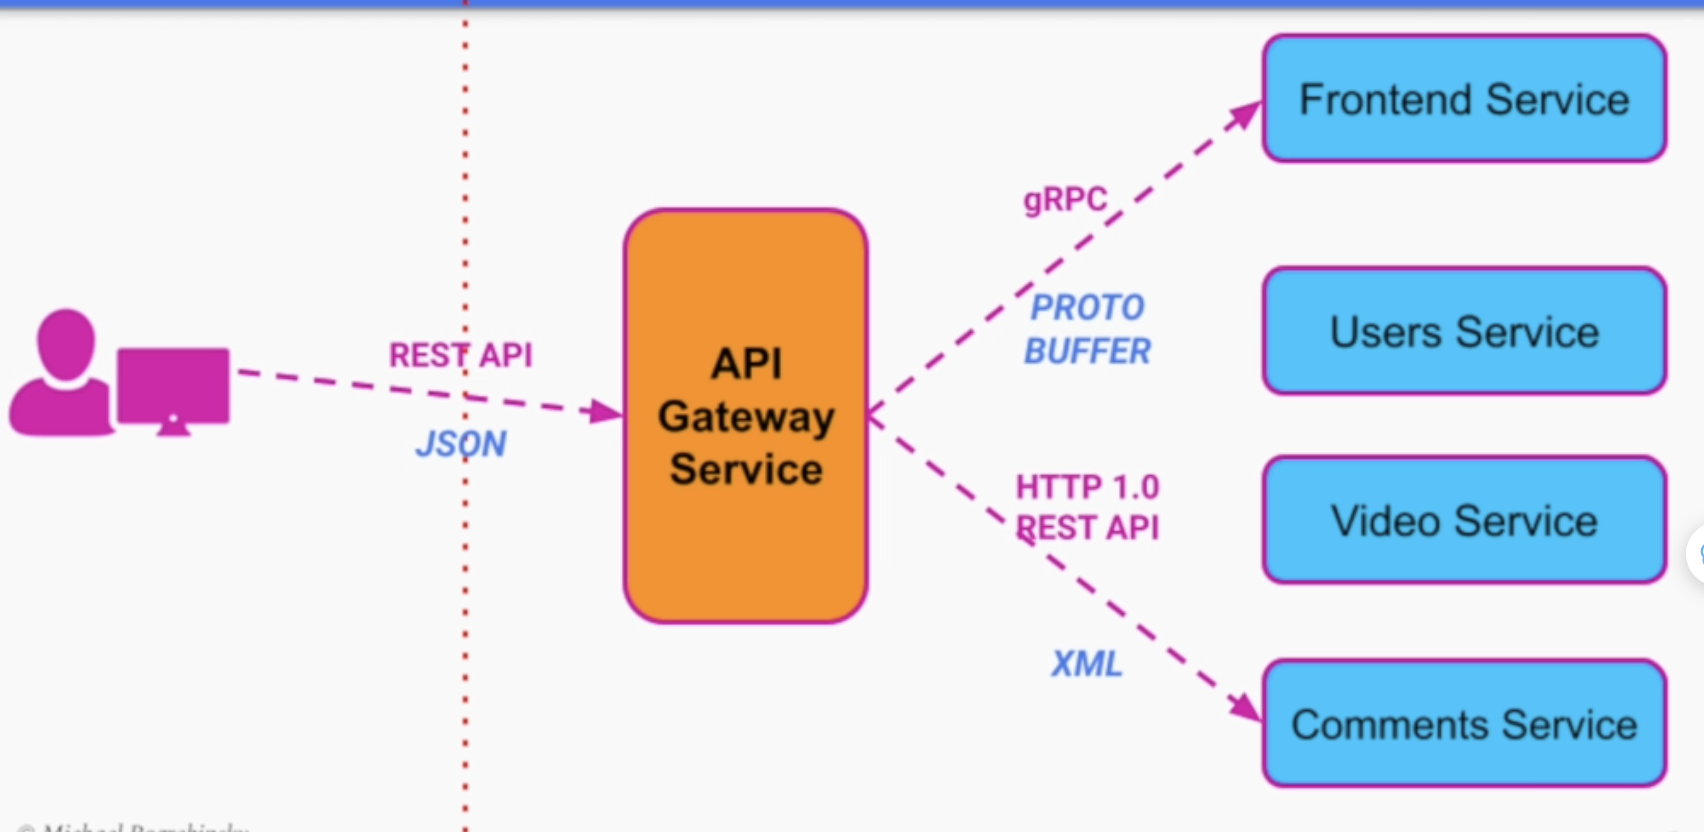 Frontend Service
gRPC
PROTO
BUFFER
Users Service
REST API
JSON
API
Gateway
Service
HTTP 1.0
REST API
Video Service
XML
Comments Service
© Michael